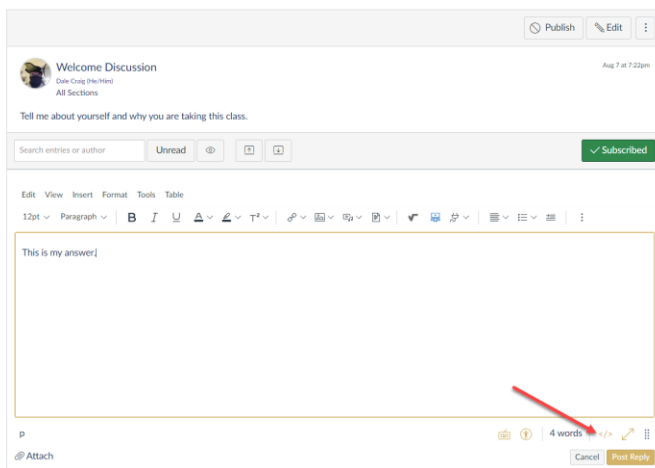 Publish Edit
Welcome Discussion Aug 7 at 7:22pm
Dale Craig (He/Him)
All Sections
Tell me about yourself and why you are taking this class.
Search entries or author Unread Subscribed
Edit View Insert Format Tools Table
12pt Paragraph B I U A T²
This is my answer.
p 4 words </>
Attach Cancel Post Reply